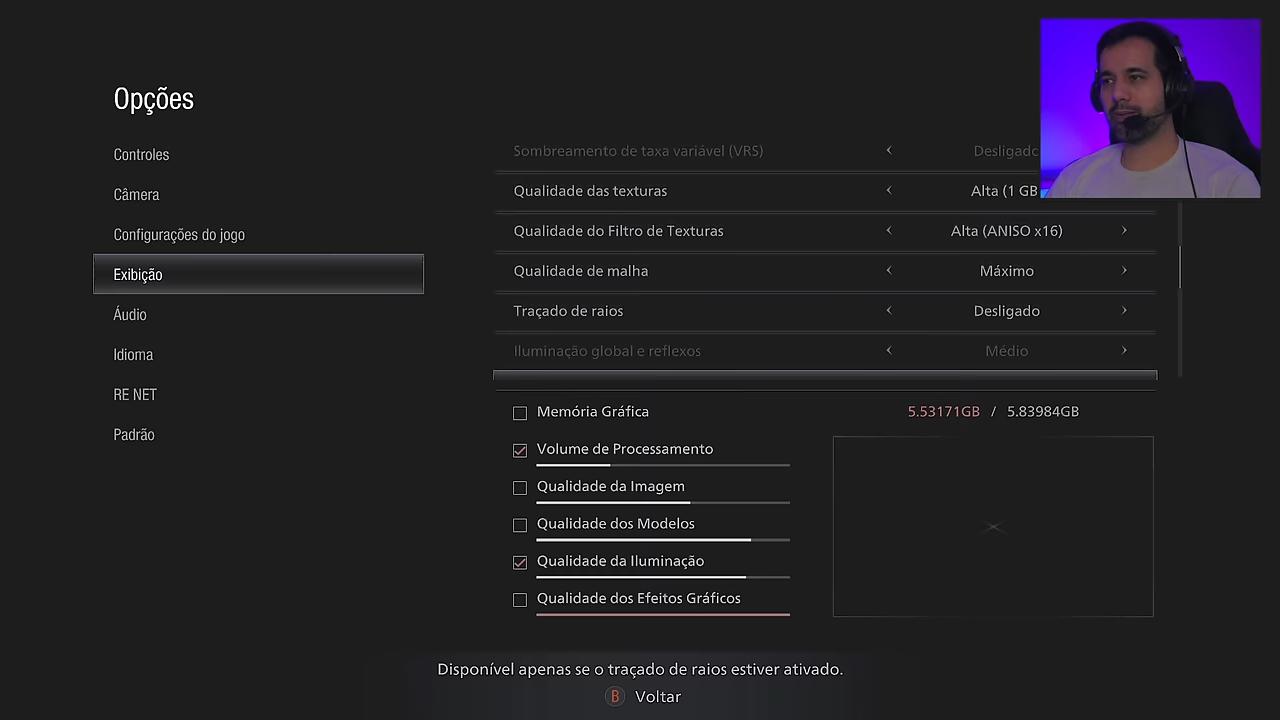 Opções
Controles
Câmera
Configurações do jogo
Exibição
Áudio
Idioma
RE NET
Padrão
Sombreamento de taxa variável (VRS) Desligado
Qualidade das texturas Alta (1 GB
Qualidade do Filtro de Texturas Alta (ANISO x16)
Qualidade de malha Máximo
Traçado de raios Desligado
Iluminação global e reflexos Médio
Memória Gráfica 5.53171GB / 5.83984GB
Volume de Processamento
Qualidade da Imagem
Qualidade dos Modelos
Qualidade da Iluminação
Qualidade dos Efeitos Gráficos
Disponível apenas se o traçado de raios estiver ativado.
B Voltar